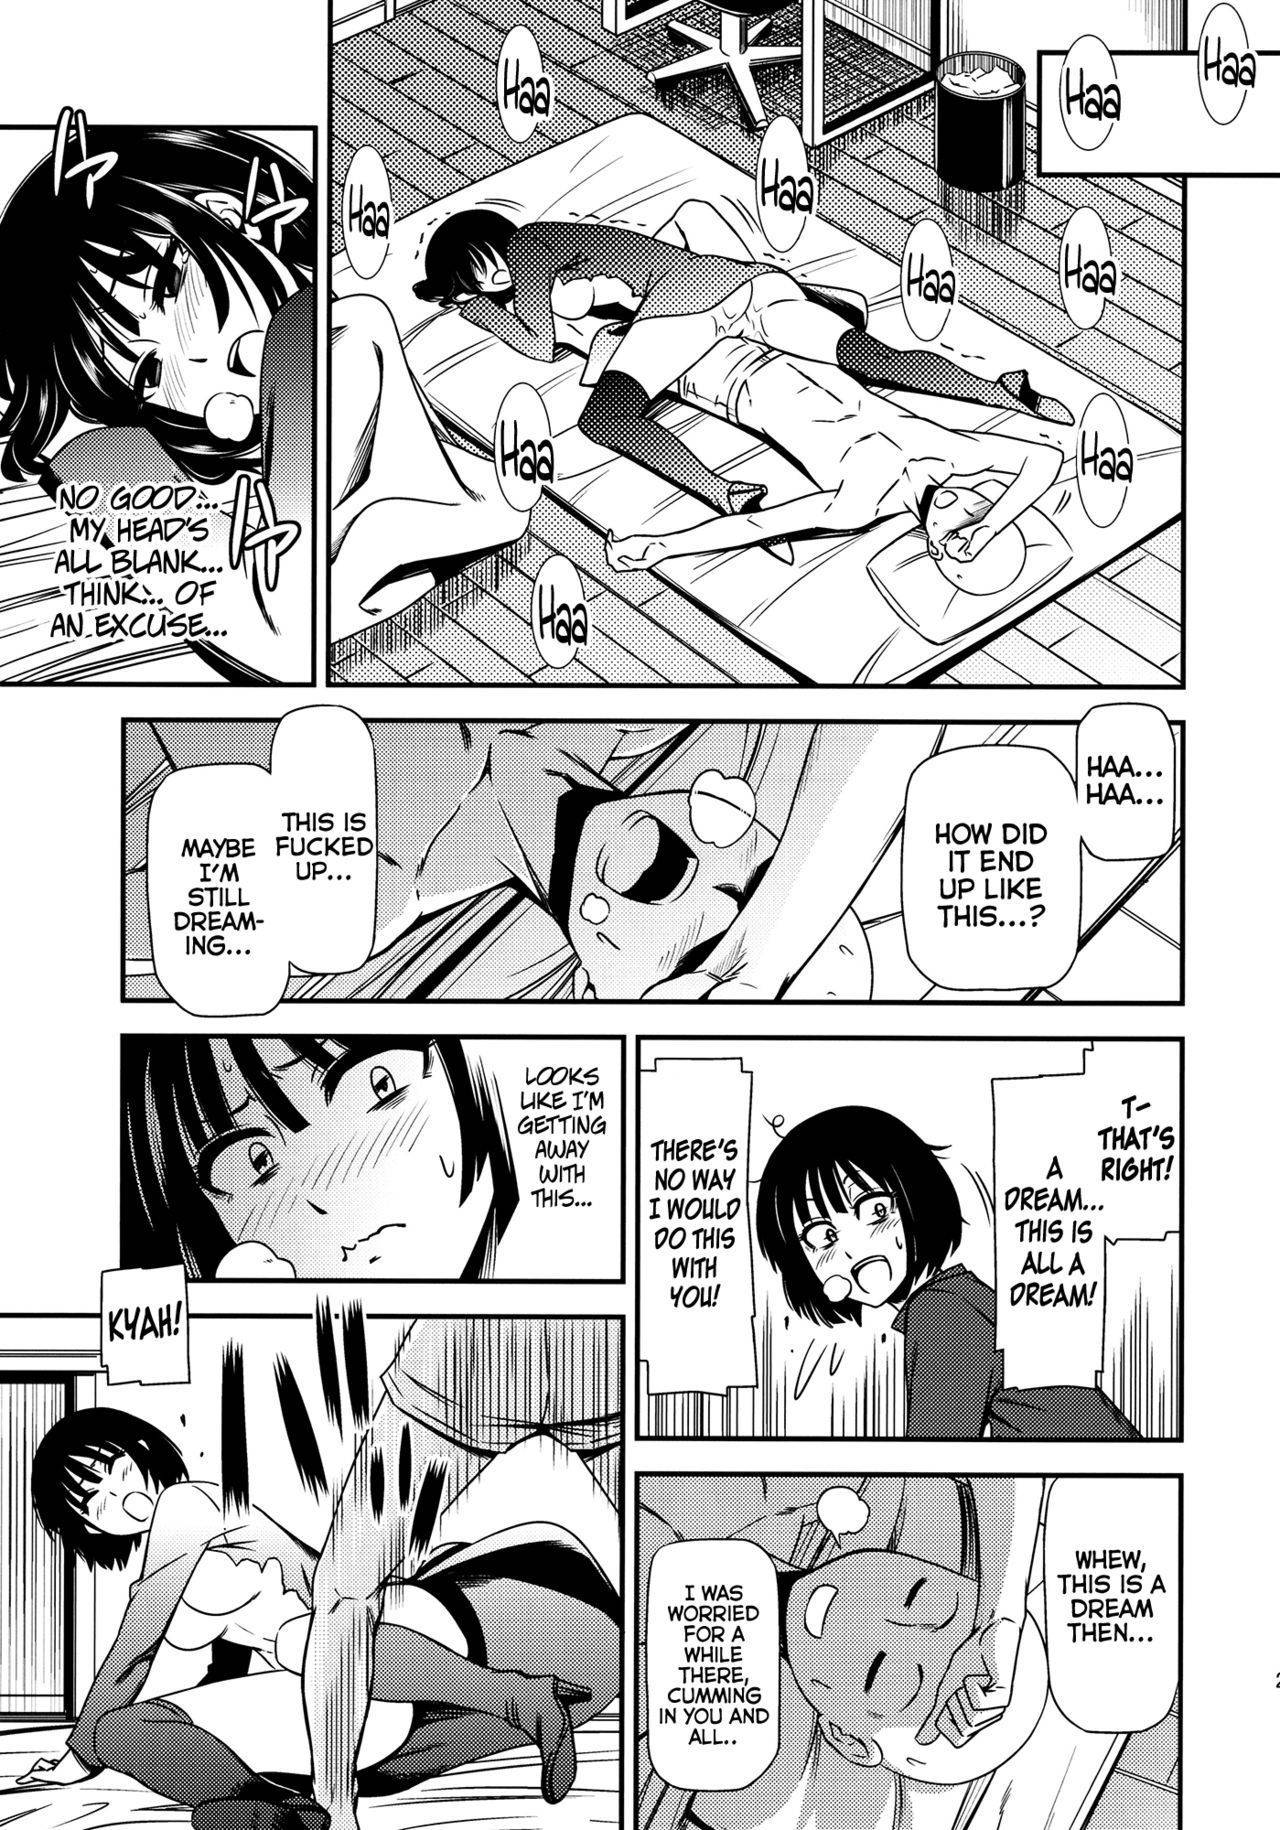 Haa
Haa
Haa
Haa
Haa
Haa
Haa
Haa
Haa
Haa
Haa
NO GOOD...
MY HEAD'S
ALL BLANK...
THINK... OF
AN EXCUSE...
HAA...
HAA...
HOW DID
IT END
UP LIKE
THIS...?
THIS IS
FUCKED
UP...
MAYBE
I'M
STILL
DREAM-
ING...
T-
THAT'S
RIGHT!
A
DREAM...
THIS IS
ALL A
DREAM!
THERE'S
NO WAY
I WOULD
DO THIS
WITH
YOU!
LOOKS
LIKE I'M
GETTING
AWAY
WITH
THIS...
WHEW,
THIS IS A
DREAM
THEN...
I WAS
WORRIED
FOR A
WHILE
THERE,
CUMMING
IN YOU AND
ALL..
KYAH!
2